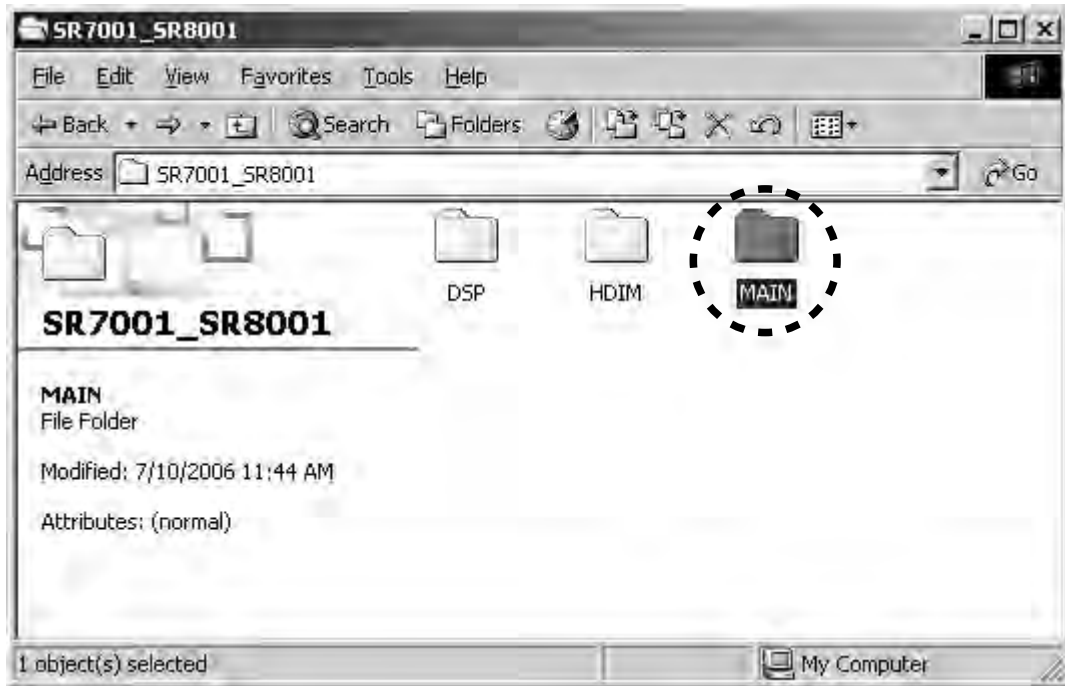 SR7001_SR8001
File Edit View Favorites Tools Help
Back Search Folders
Address SR7001_SR8001 Go
DSP HDIM MAIN
SR7001_SR8001
MAIN
File Folder
Modified: 7/10/2006 11:44 AM
Attributes: (normal)
1 object(s) selected My Computer